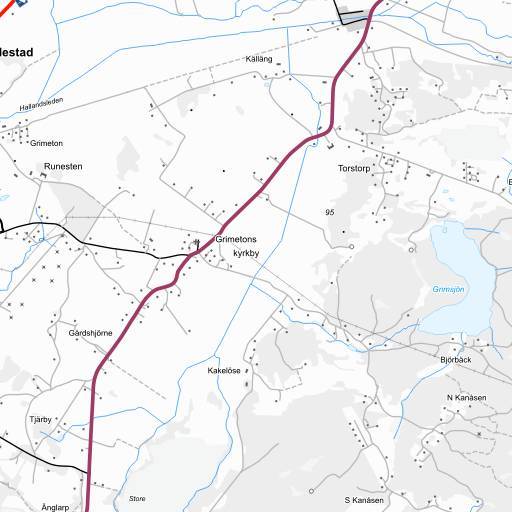 lestad
Källäng
Hallandsleden
Grimeton
Runesten
Torstorp
95
Grimetons
kyrkby
Grimsjön
Gårdshjörne
Björbäck
Kakelöse
N Kanåsen
Tjärby
Store
Änglarp
S Kanåsen